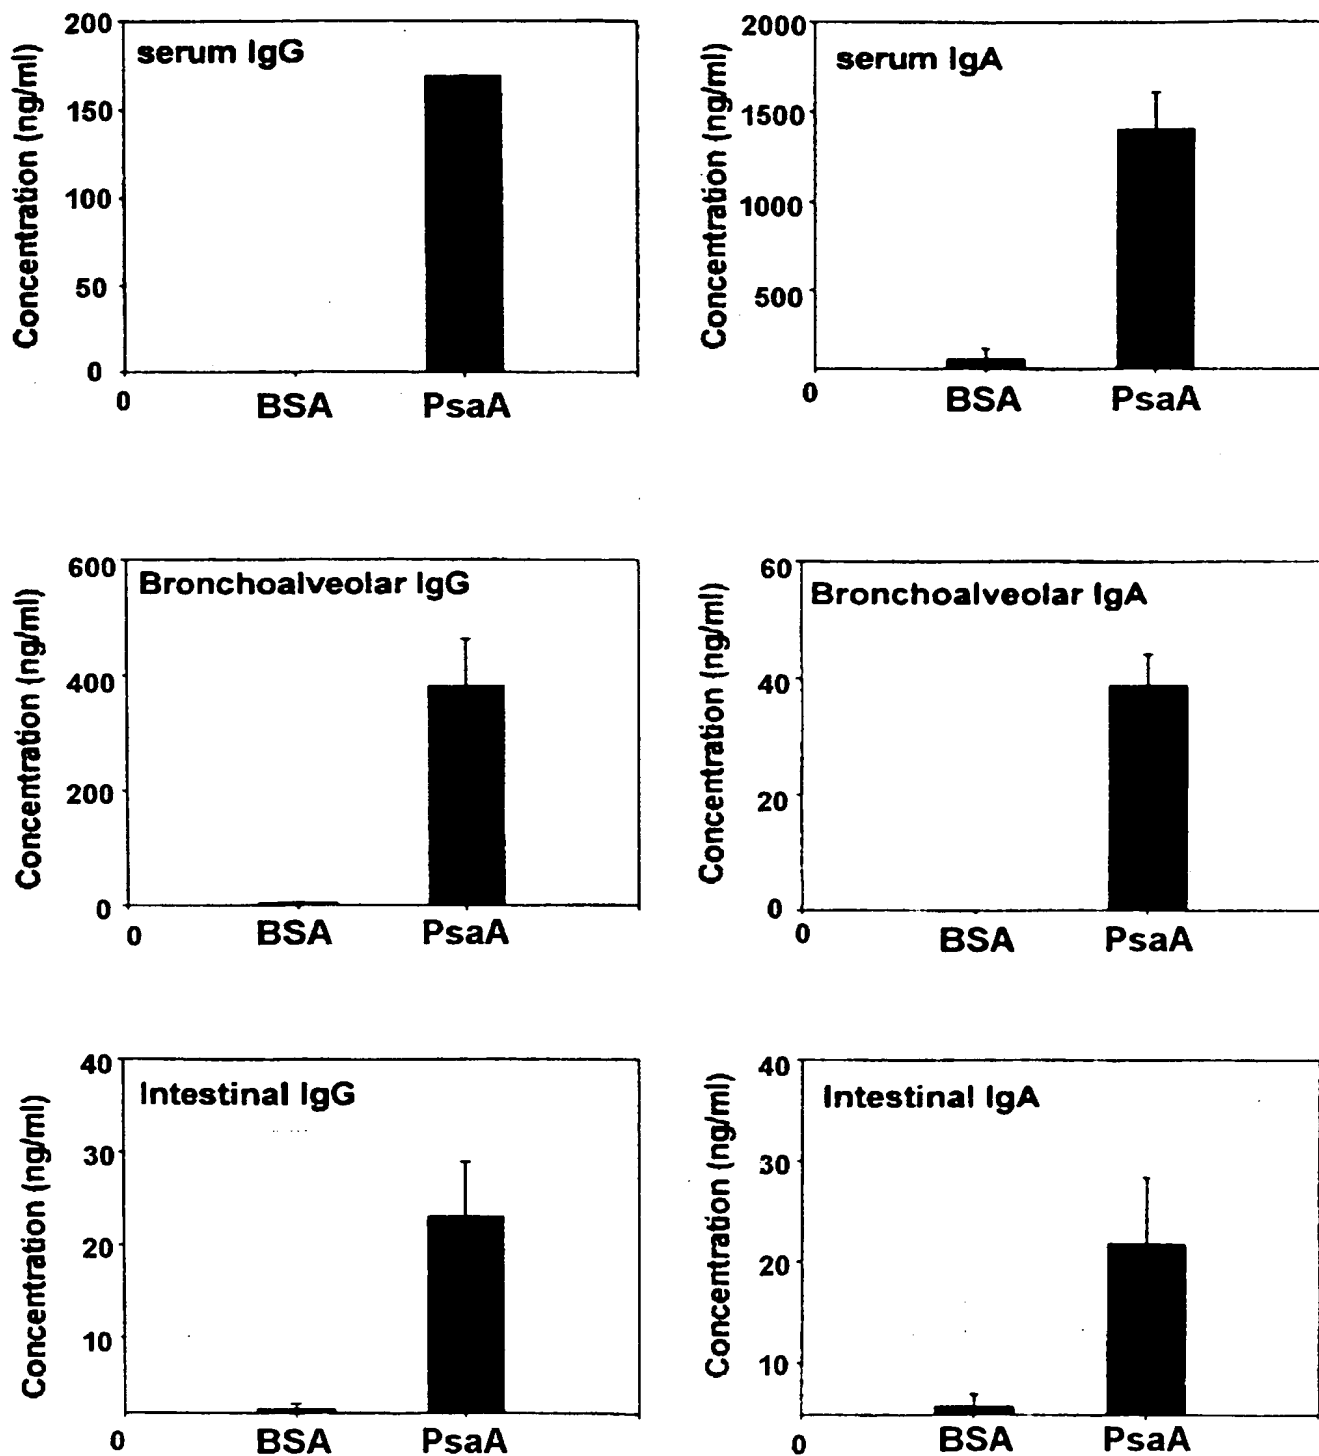 serum IgG
Concentration (ng/ml)
200
150
100
50
0
0
BSA
PsaA
serum IgA
Concentration (ng/ml)
2000
1500
1000
500
0
BSA
PsaA
Bronchoalveolar IgG
Concentration (ng/ml)
600
400
200
0
0
BSA
PsaA
Bronchoalveolar IgA
Concentration (ng/ml)
60
40
20
0
0
BSA
PsaA
Intestinal IgG
Concentration (ng/ml)
40
30
20
10
0
BSA
PsaA
Intestinal IgA
Concentration (ng/ml)
40
30
20
10
0
BSA
PsaA